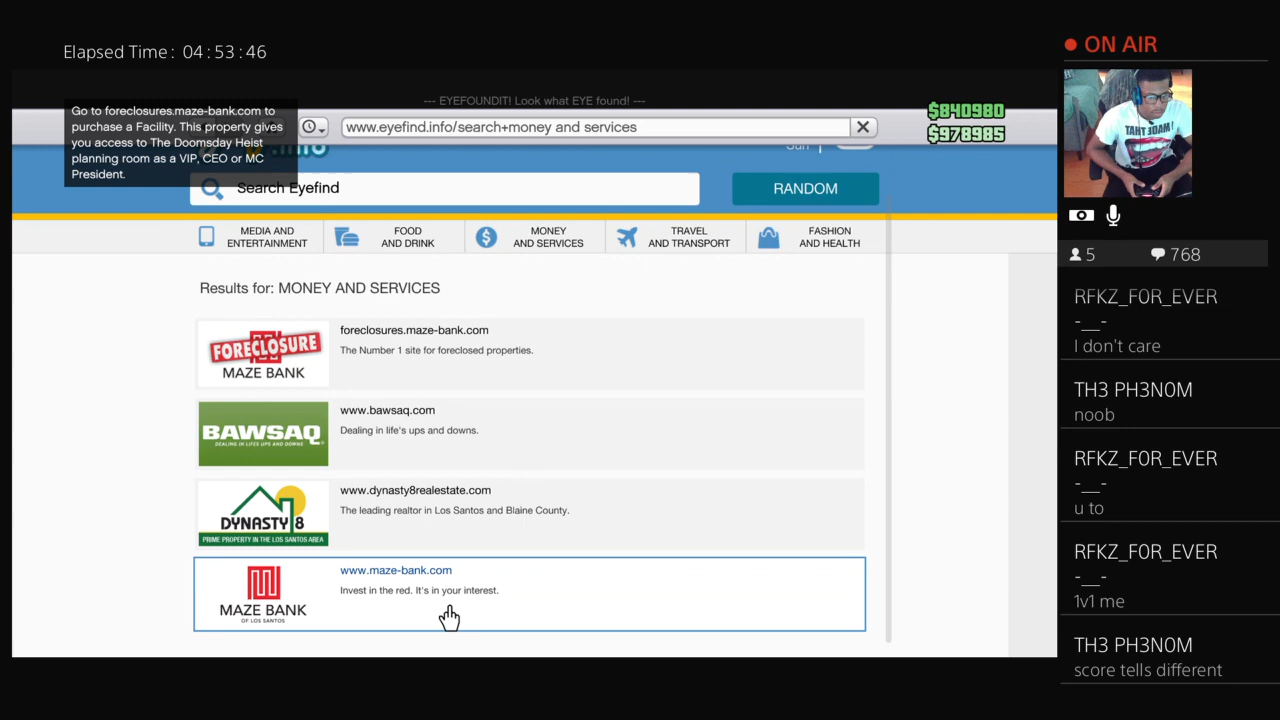 Elapsed Time: 04:53:46
ON AIR
--- EYEFOUNDIT! Look what EYE found! ---
Go to foreclosures.maze-bank.com to
purchase a Facility. This property gives
you access to The Doomsday Heist
planning room as a VIP, CEO or MC
President.
www.eyefind.info/search+money and services
$840980
$978985
Search Eyefind
RANDOM
MEDIA AND
ENTERTAINMENT
FOOD
AND DRINK
MONEY
AND SERVICES
TRAVEL
AND TRANSPORT
FASHION
AND HEALTH
Results for: MONEY AND SERVICES
FORECLOSURE
MAZE BANK
foreclosures.maze-bank.com
The Number 1 site for foreclosed properties.
BAWSAQ
DEALING IN LIFE'S UPS AND DOWNS
www.bawsaq.com
Dealing in life's ups and downs.
DYNASTY 8
PRIME PROPERTY IN THE LOS SANTOS AREA
www.dynasty8realestate.com
The leading realtor in Los Santos and Blaine County.
MAZE BANK
OF LOS SANTOS
www.maze-bank.com
Invest in the red. It's in your interest.
5
768
RFKZ_F0R_EVER
-__-
I don't care
TH3 PH3N0M
noob
RFKZ_F0R_EVER
-__-
u to
RFKZ_F0R_EVER
-__-
1v1 me
TH3 PH3N0M
score tells different